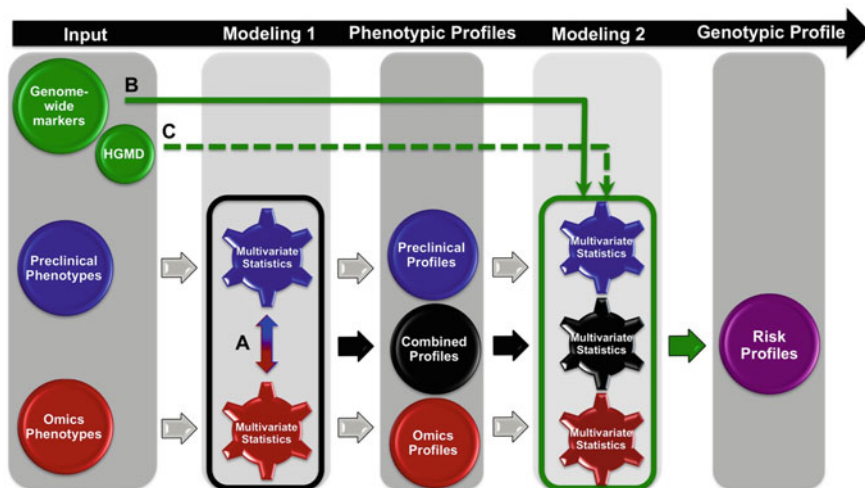 Input
Modeling 1
Phenotypic Profiles
Modeling 2
Genotypic Profile
Genome-
wide
markers
B
C
HGMD
Preclinical
Phenotypes
Multivariate
Statistics
Preclinical
Profiles
Multivariate
Statistics
A
Combined
Profiles
Multivariate
Statistics
Risk
Profiles
Omics
Phenotypes
Multivariate
Statistics
Omics
Profiles
Multivariate
Statistics